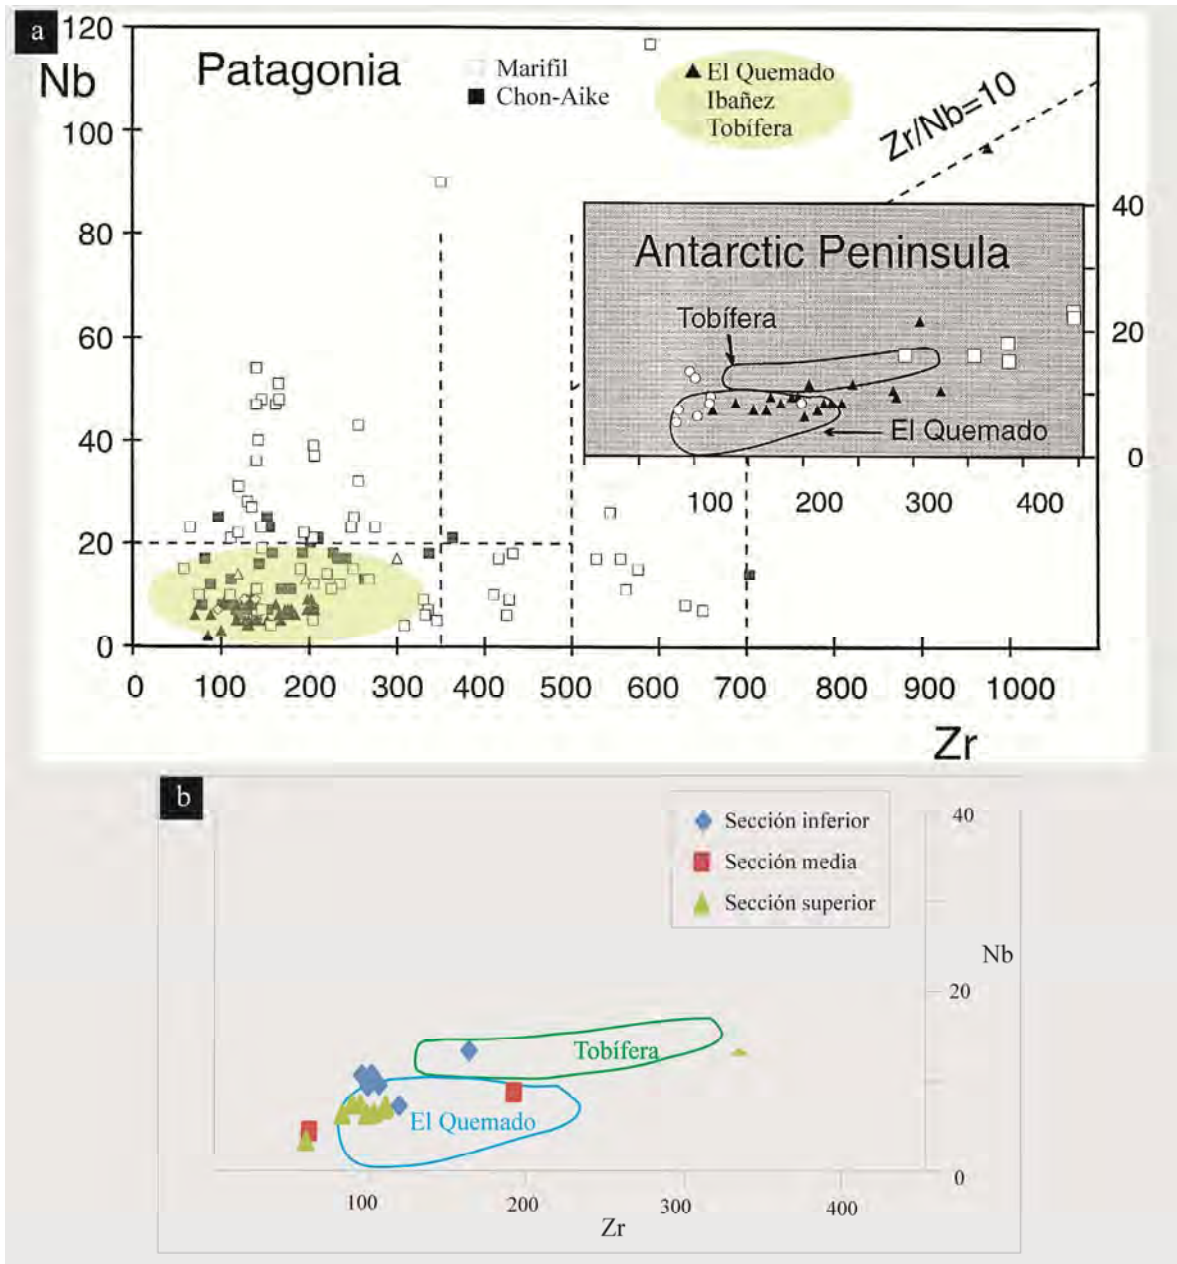 a
120
Nb
Patagonia
Marifil
Chon-Aike
El Quemado
Ibañez
Tobífera
100
Zr/Nb=10
80
60
40
20
0
0 100 200 300 400 500 600 700 800 900 1000
Zr
Antarctic Peninsula
Tobífera
El Quemado
40
20
0
100 200 300 400
b
Sección inferior
Sección media
Sección superior
40
Nb
20
0
Tobífera
El Quemado
100 200 300 400
Zr